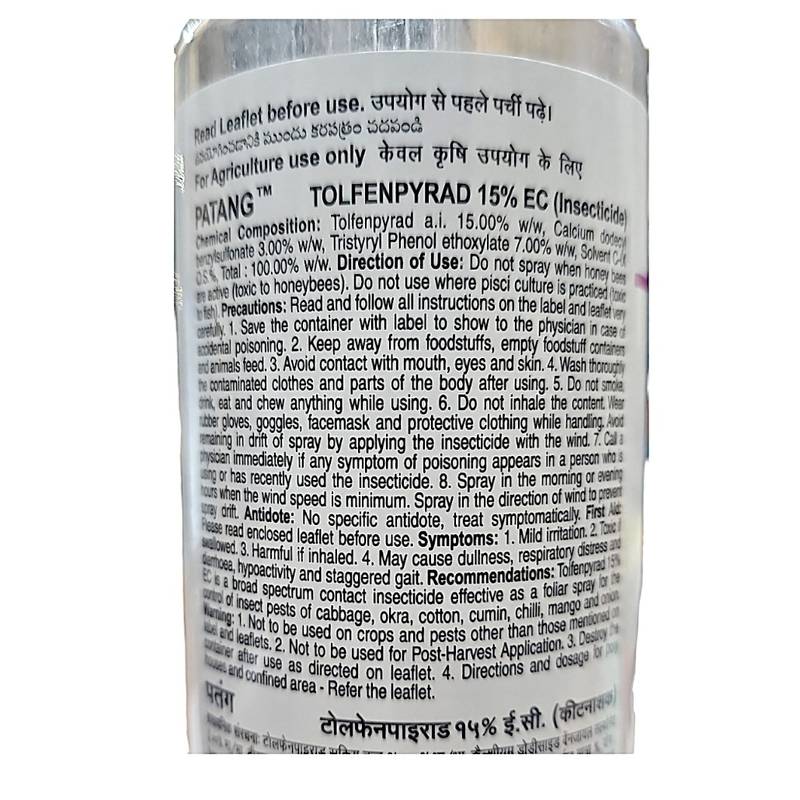 Read Leaflet before use. उपयोग से पहले पर्ची पढ़े।
ఉపయోగించడానికి ముందు కరపత్రం చదవండి
For Agriculture use only केवल कृषि उपयोग के लिए
PATANG™ TOLFENPYRAD 15% EC (Insecticide)
Chemical Composition: Tolfenpyrad a.i. 15.00% w/w, Calcium dodecyl
benzylsulfonate 3.00% w/w, Tristyryl Phenol ethoxylate 7.00% w/w, Solvent
Q.S.%, Total : 100.00% w/w. Direction of Use: Do not spray when honey bees
are active (toxic to honeybees). Do not use where pisci culture is practiced (toxic
to fish). Precautions: Read and follow all instructions on the label and leaflet very
carefully. 1. Save the container with label to show to the physician in case of
accidental poisoning. 2. Keep away from foodstuffs, empty foodstuff containers
and animals feed. 3. Avoid contact with mouth, eyes and skin. 4. Wash thoroughly
the contaminated clothes and parts of the body after using. 5. Do not smoke,
drink, eat and chew anything while using. 6. Do not inhale the content. Wear
rubber gloves, goggles, facemask and protective clothing while handling. Avoid
remaining in drift of spray by applying the insecticide with the wind. 7. Call a
physician immediately if any symptom of poisoning appears in a person who is
using or has recently used the insecticide. 8. Spray in the morning or evening
hours when the wind speed is minimum. Spray in the direction of wind to prevent
spray drift. Antidote: No specific antidote, treat symptomatically. First Aid:
Please read enclosed leaflet before use. Symptoms: 1. Mild irritation. 2. Toxic if
swallowed. 3. Harmful if inhaled. 4. May cause dullness, respiratory distress and
diarrhoea, hypoactivity and staggered gait. Recommendations: Tolfenpyrad 15%
EC is a broad spectrum contact insecticide effective as a foliar spray for the
control of insect pests of cabbage, okra, cotton, cumin, chilli, mango and onion.
Warning: 1. Not to be used on crops and pests other than those mentioned on
label and leaflets. 2. Not to be used for Post-Harvest Application. 3. Destroy the
container after use as directed on leaflet. 4. Directions and dosage for poly
houses and confined area - Refer the leaflet.
पतंग
टोलफेनपाइराड १५% ई.सी. (कीटनाशक)
रासायनिक संरचना: टोलफेनपाइराड